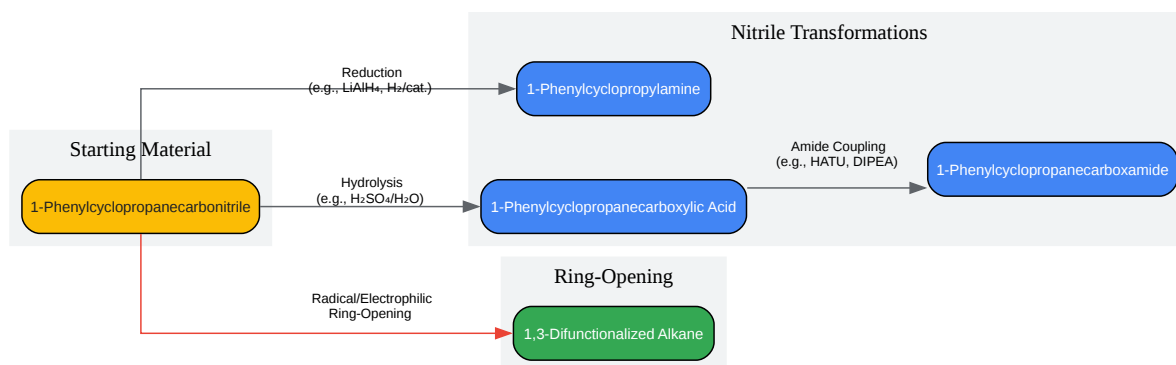 Nitrile Transformations
Reduction
(e.g., LiAlH₄, H₂/cat.)
1-Phenylcyclopropylamine
Starting Material
Amide Coupling
(e.g., HATU, DIPEA)
1-Phenylcyclopropanecarboxamide
Hydrolysis
(e.g., H₂SO₄/H₂O)
1-Phenylcyclopropanecarbonitrile
1-Phenylcyclopropanecarboxylic Acid
Ring-Opening
Radical/Electrophilic
Ring-Opening
1,3-Difunctionalized Alkane